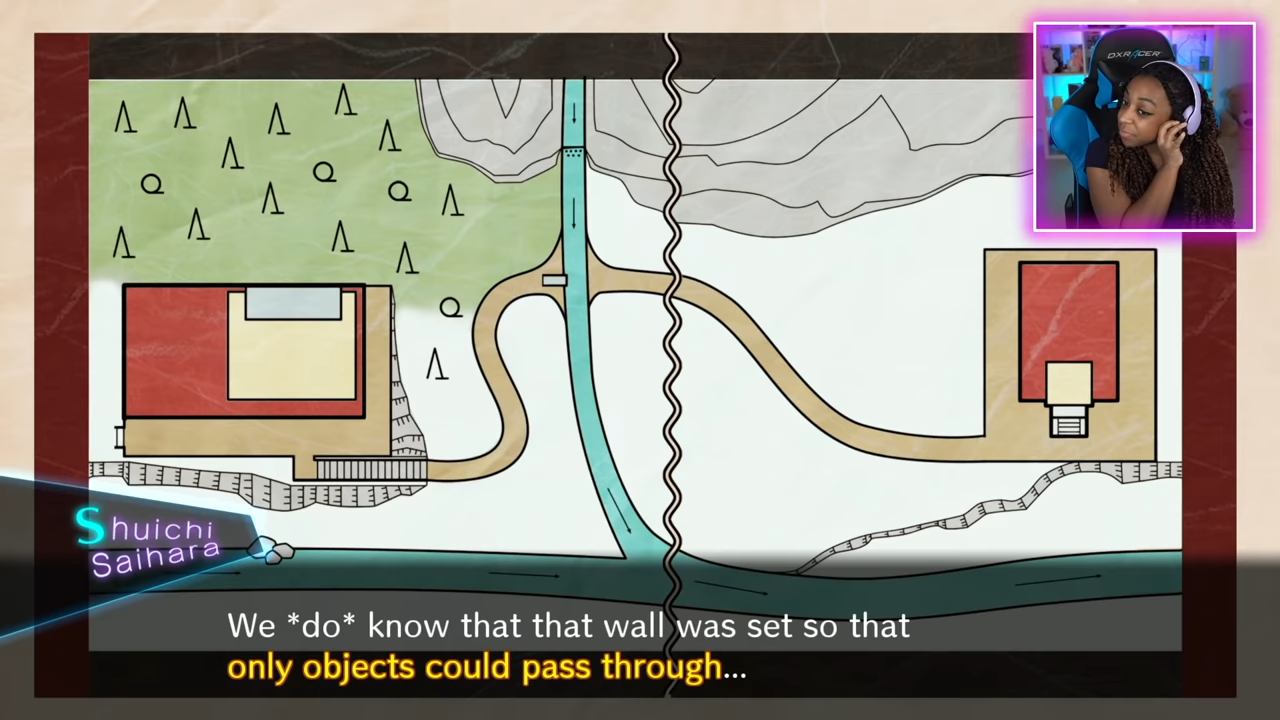 DXRACER
Shuichi
Saihara
We *do* know that that wall was set so that
only objects could pass through...